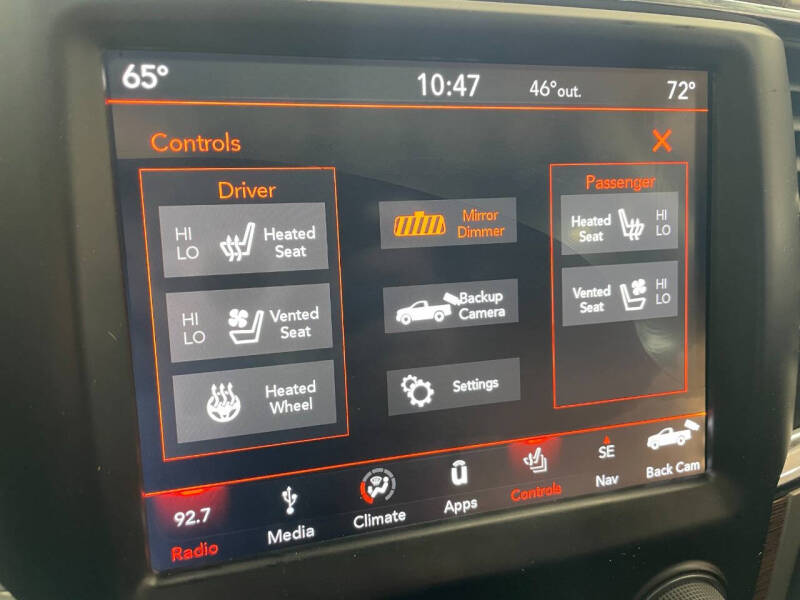 65° 10:47 46°out. 72°
Controls X
Driver
HI
LO
Heated
Seat
HI
LO
Vented
Seat
Heated
Wheel
Mirror
Dimmer
Backup
Camera
Settings
Passenger
Heated
Seat
HI
LO
Vented
Seat
HI
LO
92.7
Radio
Media
Climate
Apps
Controls
SE
Nav
Back Cam